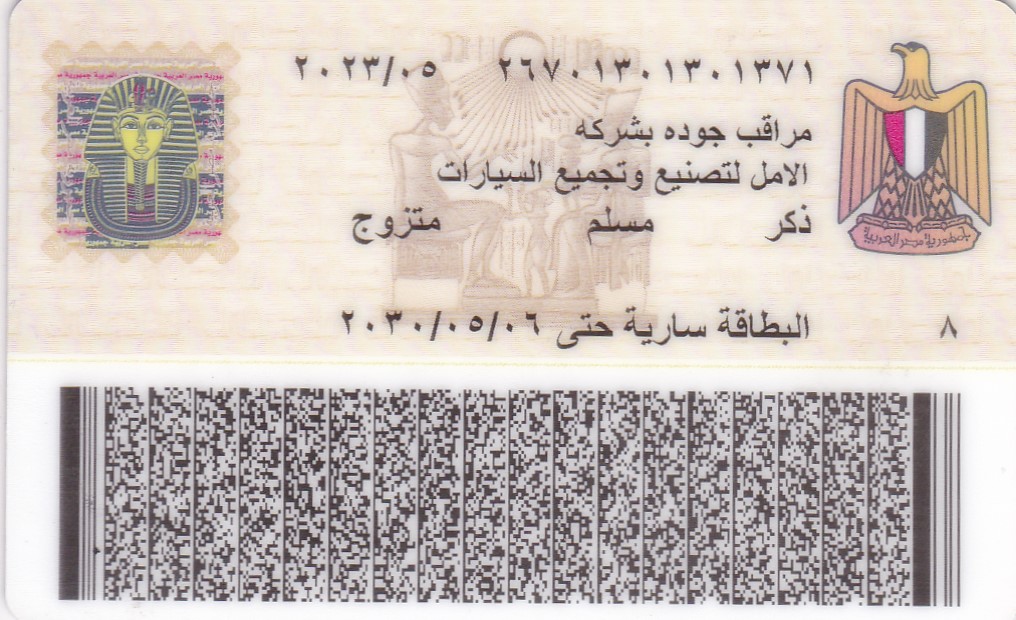 ٢٦٧٠١٣٠١٣٠١٣٧١ ٢٠٢٣/٠٥
مراقب جوده بشركه
الامل لتصنيع وتجميع السيارات
ذكر مسلم متزوج
البطاقة سارية حتى ٢٠٣٠/٠٥/٠٦
٨
جمهورية مصر العربية